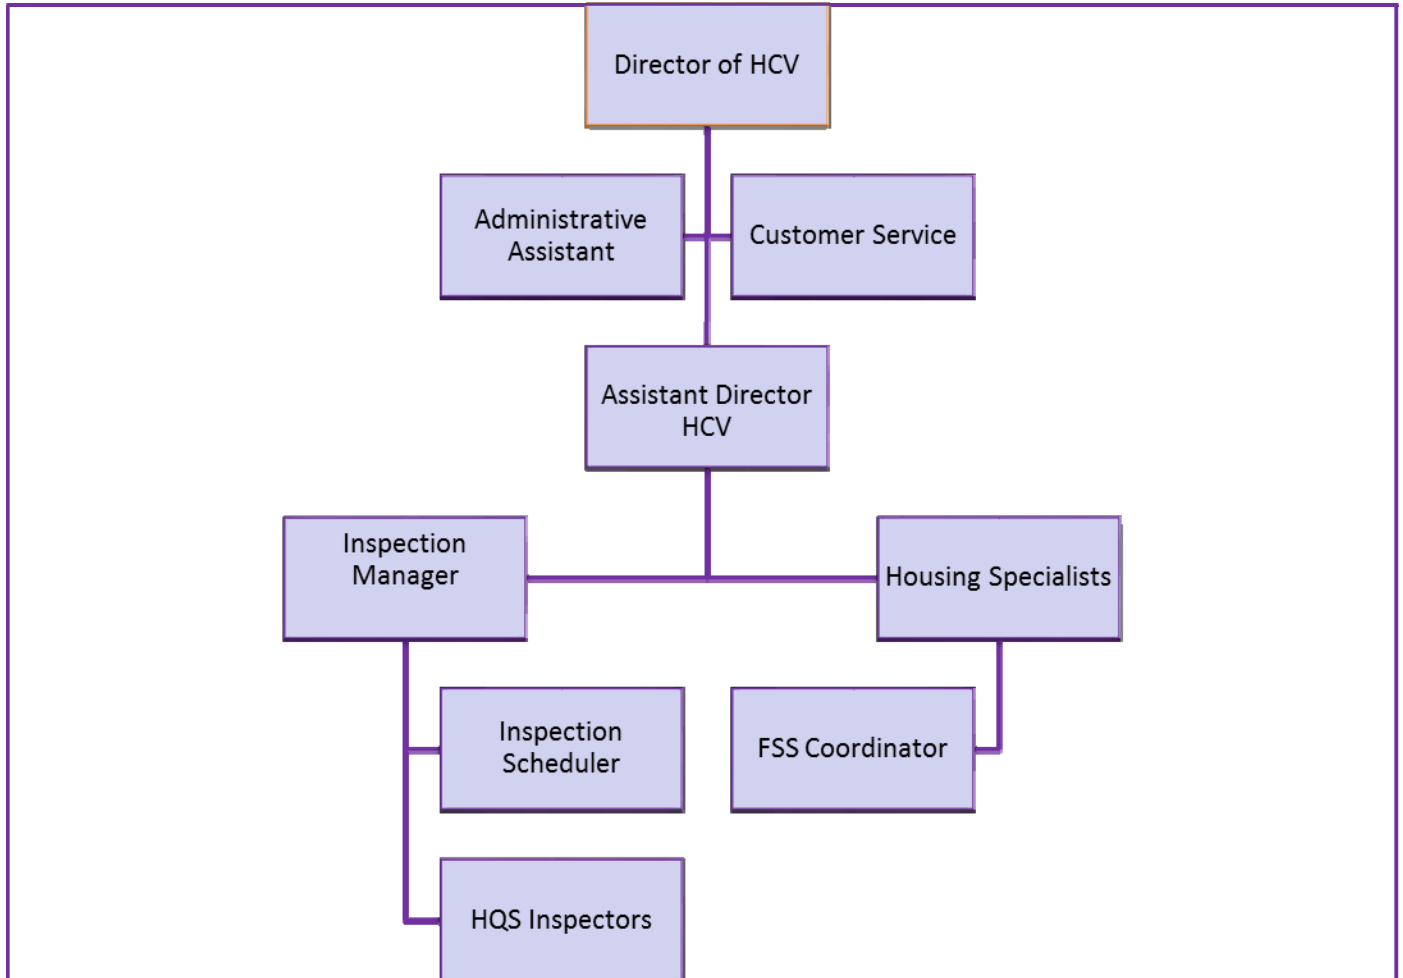 Director of HCV
Administrative
Assistant
Customer Service
Assistant Director
HCV
Inspection
Manager
Housing Specialists
Inspection
Scheduler
FSS Coordinator
HQS Inspectors